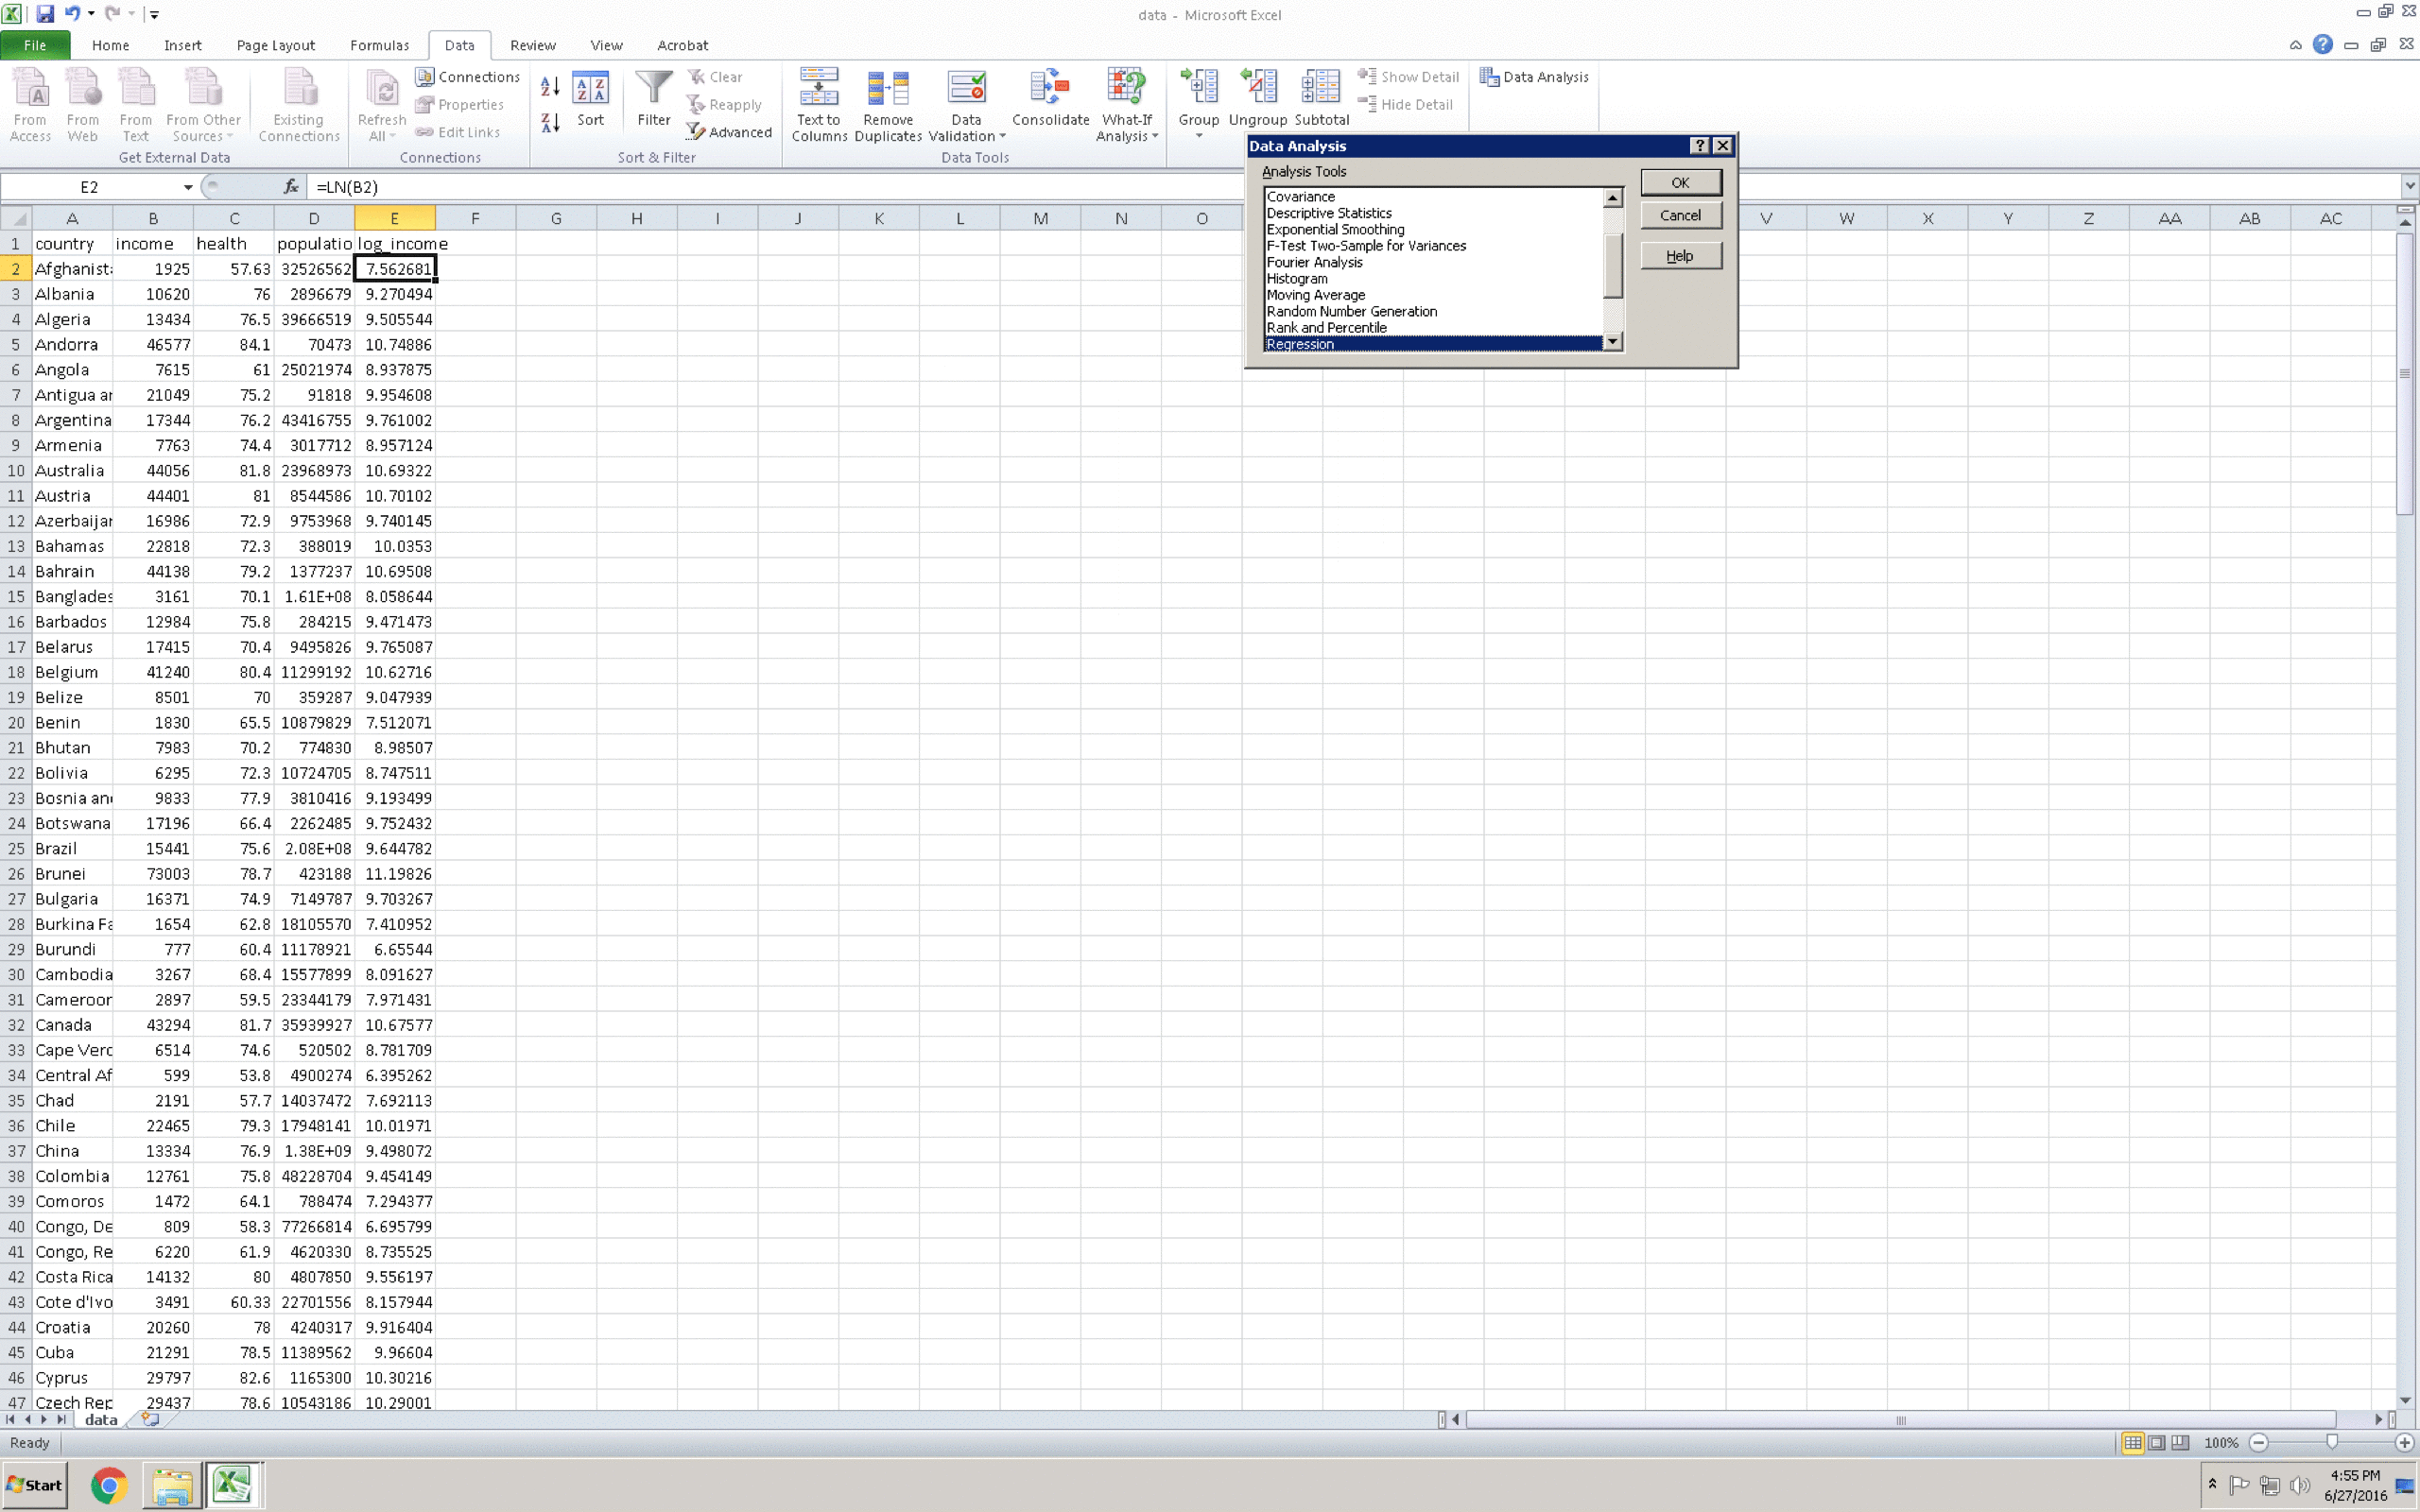 data - Microsoft Excel
File Home Insert Page Layout Formulas Data Review View Acrobat
From Access From Web From Text From Other Sources Existing Connections Refresh All Connections Properties Edit Links Sort Filter Clear Reapply Advanced Text to Columns Remove Duplicates Data Validation Consolidate What-If Analysis Group Ungroup Subtotal Show Detail Hide Detail Data Analysis
Get External Data Connections Sort & Filter Data Tools
Data Analysis
Analysis Tools
Covariance
Descriptive Statistics
Exponential Smoothing
F-Test Two-Sample for Variances
Fourier Analysis
Histogram
Moving Average
Random Number Generation
Rank and Percentile
Regression
OK
Cancel
Help
E2 fx =LN(B2)
A B C D E F G H I J K L M N O V W X Y Z AA AB AC
1 country income health populatio log_income
2 Afghanist 1925 57.63 32526562 7.562681
3 Albania 10620 76 2896679 9.270494
4 Algeria 13434 76.5 39666519 9.505544
5 Andorra 46577 84.1 70473 10.74886
6 Angola 7615 61 25021974 8.937875
7 Antigua ar 21049 75.2 91818 9.954608
8 Argentina 17344 76.2 43416755 9.761002
9 Armenia 7763 74.4 3017712 8.957124
10 Australia 44056 81.8 23968973 10.69322
11 Austria 44401 81 8544586 10.70102
12 Azerbaijar 16986 72.9 9753968 9.740145
13 Bahamas 22818 72.3 388019 10.0353
14 Bahrain 44138 79.2 1377237 10.69508
15 Banglades 3161 70.1 1.61E+08 8.058644
16 Barbados 12984 75.8 284215 9.471473
17 Belarus 17415 70.4 9495826 9.765087
18 Belgium 41240 80.4 11299192 10.62716
19 Belize 8501 70 359287 9.047939
20 Benin 1830 65.5 10879829 7.512071
21 Bhutan 7983 70.2 774830 8.98507
22 Bolivia 6295 72.3 10724705 8.747511
23 Bosnia an 9833 77.9 3810416 9.193499
24 Botswana 17196 66.4 2262485 9.752432
25 Brazil 15441 75.6 2.08E+08 9.644782
26 Brunei 73003 78.7 423188 11.19826
27 Bulgaria 16371 74.9 7149787 9.703267
28 Burkina Fa 1654 62.8 18105570 7.410952
29 Burundi 777 60.4 11178921 6.65544
30 Cambodia 3267 68.4 15577899 8.091627
31 Cameroor 2897 59.5 23344179 7.971431
32 Canada 43294 81.7 35939927 10.67577
33 Cape Verd 6514 74.6 520502 8.781709
34 Central Af 599 53.8 4900274 6.395262
35 Chad 2191 57.7 14037472 7.692113
36 Chile 22465 79.3 17948141 10.01971
37 China 13334 76.9 1.38E+09 9.498072
38 Colombia 12761 75.8 48228704 9.454149
39 Comoros 1472 64.1 788474 7.294377
40 Congo, De 809 58.3 77266814 6.695799
41 Congo, Re 6220 61.9 4620330 8.735525
42 Costa Rica 14132 80 4807850 9.556197
43 Cote d'Ivo 3491 60.33 22701556 8.157944
44 Croatia 20260 78 4240317 9.916404
45 Cuba 21291 78.5 11389562 9.96604
46 Cyprus 29797 82.6 1165300 10.30216
47 Czech Rep 29437 78.6 10543186 10.29001
data
Ready 100%
Start 4:55 PM
6/27/2016